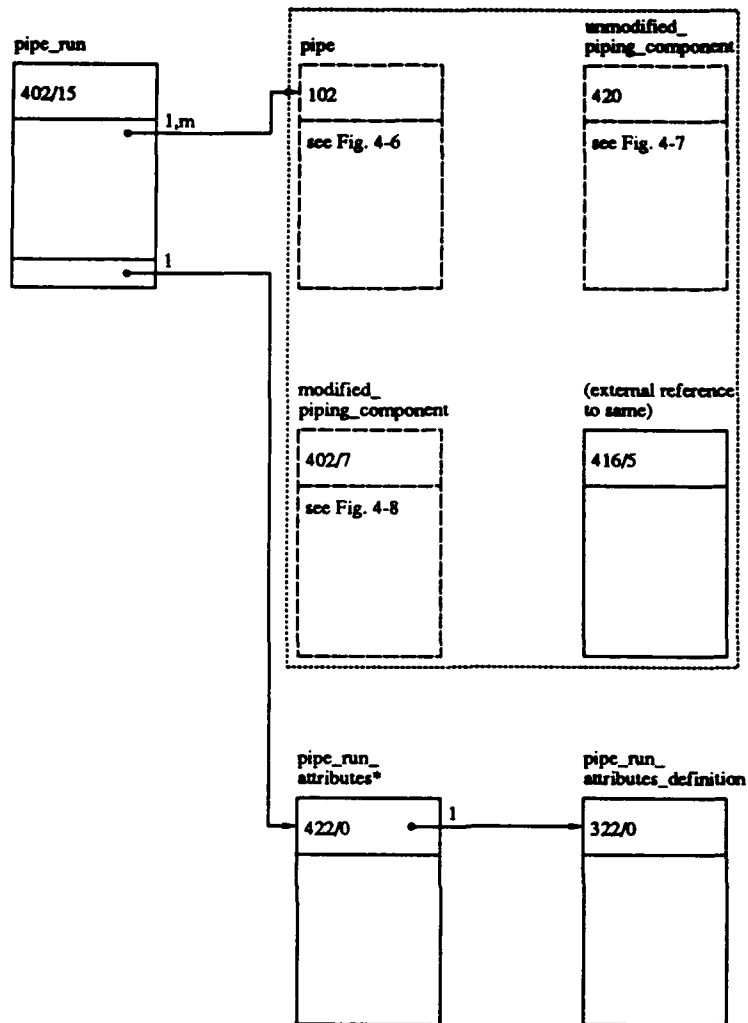 pipe_run
402/15
1,m
1
pipe
102
see Fig. 4-6
unmodified_
piping_component
420
see Fig. 4-7
modified_
piping_component
402/7
see Fig. 4-8
(external reference
to same)
416/5
pipe_run_
attributes*
422/0
1
pipe_run_
attributes_definition
322/0